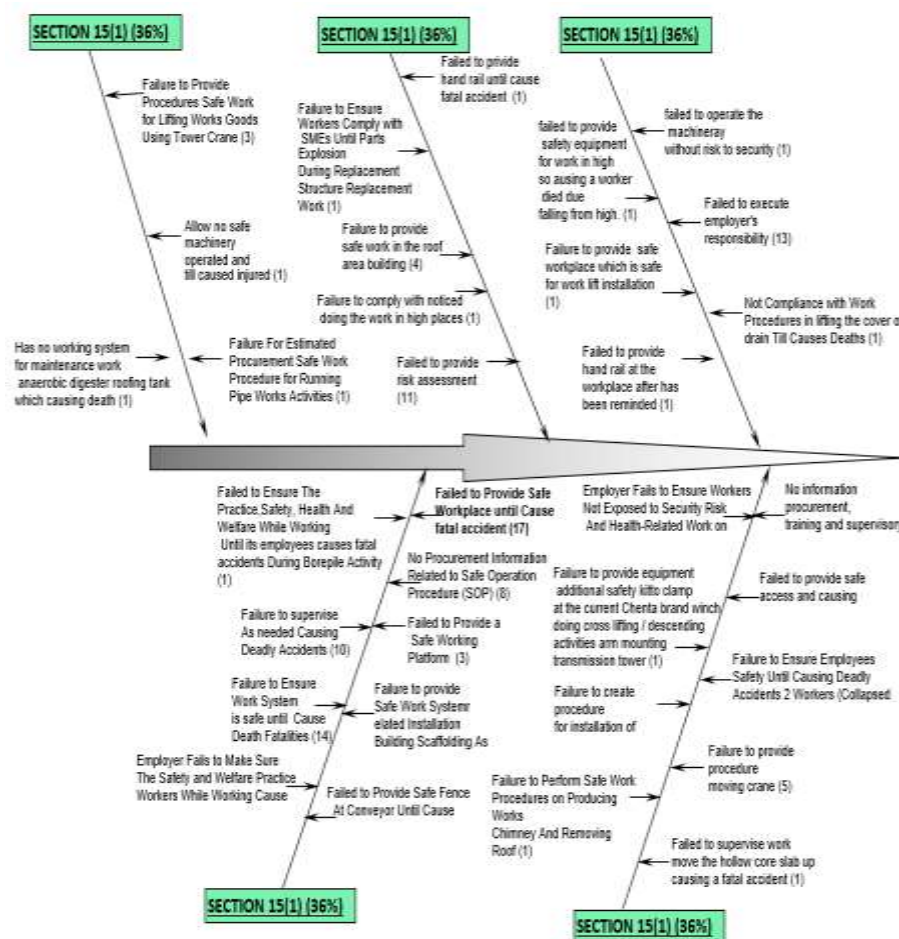 SECTION 15(1) (36%)
SECTION 15(1) (36%)
SECTION 15(1) (36%)
Failure to Provide
Procedures Safe Work
for Lifting Works Goods
Using Tower Crane (3)
Allow no safe
machinery
operated and
till caused injured (1)
Has no working system
for maintenance work
anaerobic digester roofing tank
which causing death (1)
Failure For Estimated
Procurement Safe Work
Procedure for Running
Pipe Works Activities (1)
Failed to privide
hand rail until cause
fatal accident (1)
Failure to Ensure
Workers Comply with
SMEs Until Parts
Explosion
During Replacement
Structure Replacement
Work (1)
Failure to provide
safe work in the roof
area building (4)
Failure to comply with noticed
doing the work in high places (1)
Failed to provide
risk assessment
(11)
failed to operate the
machineray
without risk to security (1)
failed to provide
safety equipment
for work in high
so ausing a worker
died due
falling from high. (1)
Failed to execute
employer's
responsibility (13)
Failure to provide safe
workplace which is safe
for work lift installation
(1)
Not Compliance with Work
Procedures in lifting the cover o
drain Till Causes Deaths (1)
Failed to provide
hand rail at the
workplace after has
been reminded (1)
Failed to Ensure The
Practice,Safety, Health And
Welfare While Working
Until its employees causes fatal
accidents During Borepile Activity
(1)
Failed to Provide Safe
Workplace until Cause
fatal accident (17)
No Procurement Information
Related to Safe Operation
Procedure (SOP) (8)
Failure to supervise
As needed Causing
Deadly Accidents (10)
Failed to Provide a
Safe Working
Platform (3)
Failure to Ensure
Work System
is safe until Cause
Death Fatalities (14)
Failure to provide
Safe Work Systemr
elated Installation
Building Scaffolding As
Employer Fails to Make Sure
The Safety and Welfare Practice
Workers While Working Cause
Failed to Provide Safe Fence
At Conveyor Until Cause
Employer Fails to Ensure Workers
Not Exposed to Security Risk
And Health-Related Work on
No information
procurement,
training and supervisory
Failure to provide equipment
additional safety kitto clamp
at the current Chenta brand winch
doing cross lifting / descending
activities arm mounting
transmission tower (1)
Failed to provide safe
access and causing
Failure to Ensure Employees
Safety Until Causing Deadly
Accidents 2 Workers (Collapsed
Failure to create
procedure
for installation of
Failure to provide
procedure
moving crane (5)
Failure to Perform Safe Work
Procedures on Producing
Works
Chimney And Removing
Roof (1)
Failed to supervise work
move the hollow core slab up
causing a fatal accident (1)
SECTION 15(1) (36%)
SECTION 15(1) (36%)